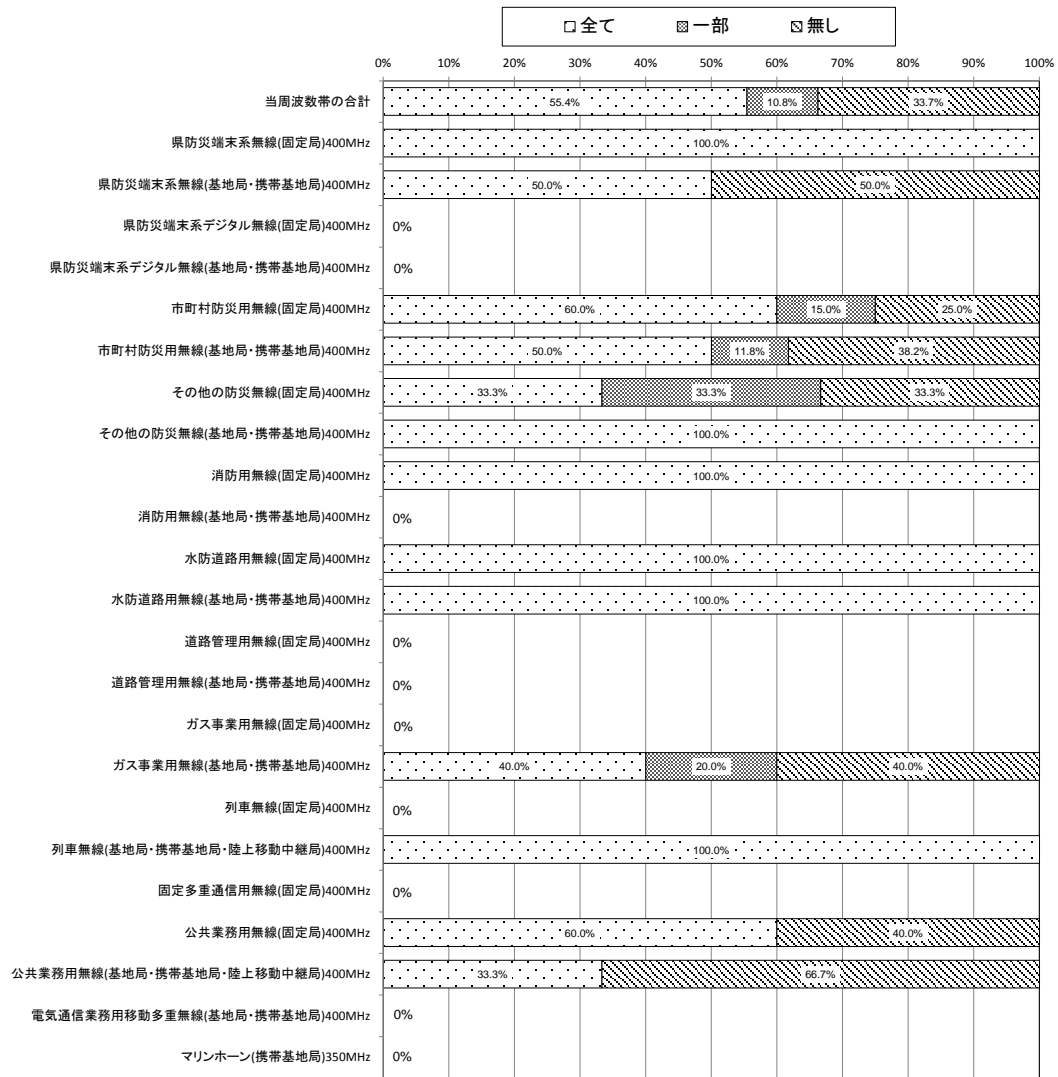 全て 一部 無し
0% 10% 20% 30% 40% 50% 60% 70% 80% 90% 100%
当周波数帯の合計 55.4% 10.8% 33.7%
県防災端末系無線(固定局)400MHz 100.0%
県防災端末系無線(基地局・携帯基地局)400MHz 50.0% 50.0%
県防災端末系デジタル無線(固定局)400MHz 0%
県防災端末系デジタル無線(基地局・携帯基地局)400MHz 0%
市町村防災用無線(固定局)400MHz 60.0% 15.0% 25.0%
市町村防災用無線(基地局・携帯基地局)400MHz 50.0% 11.8% 38.2%
その他の防災無線(固定局)400MHz 33.3% 33.3% 33.3%
その他の防災無線(基地局・携帯基地局)400MHz 100.0%
消防用無線(固定局)400MHz 100.0%
消防用無線(基地局・携帯基地局)400MHz 0%
水防道路用無線(固定局)400MHz 100.0%
水防道路用無線(基地局・携帯基地局)400MHz 100.0%
道路管理用無線(固定局)400MHz 0%
道路管理用無線(基地局・携帯基地局)400MHz 0%
ガス事業用無線(固定局)400MHz 0%
ガス事業用無線(基地局・携帯基地局)400MHz 40.0% 20.0% 40.0%
列車無線(固定局)400MHz 0%
列車無線(基地局・携帯基地局・陸上移動中継局)400MHz 100.0%
固定多重通信用無線(固定局)400MHz 0%
公共業務用無線(固定局)400MHz 60.0% 40.0%
公共業務用無線(基地局・携帯基地局・陸上移動中継局)400MHz 33.3% 66.7%
電気通信業務用移動多重無線(基地局・携帯基地局)400MHz 0%
マリンホーン(携帯基地局)350MHz 0%